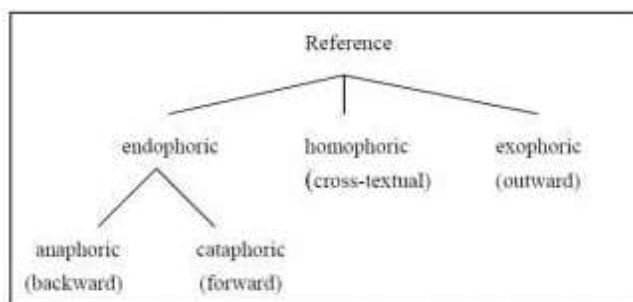 Reference
endophoric homophoric exophoric
(cross-textual) (outward)
anaphoric cataphoric
(backward) (forward)